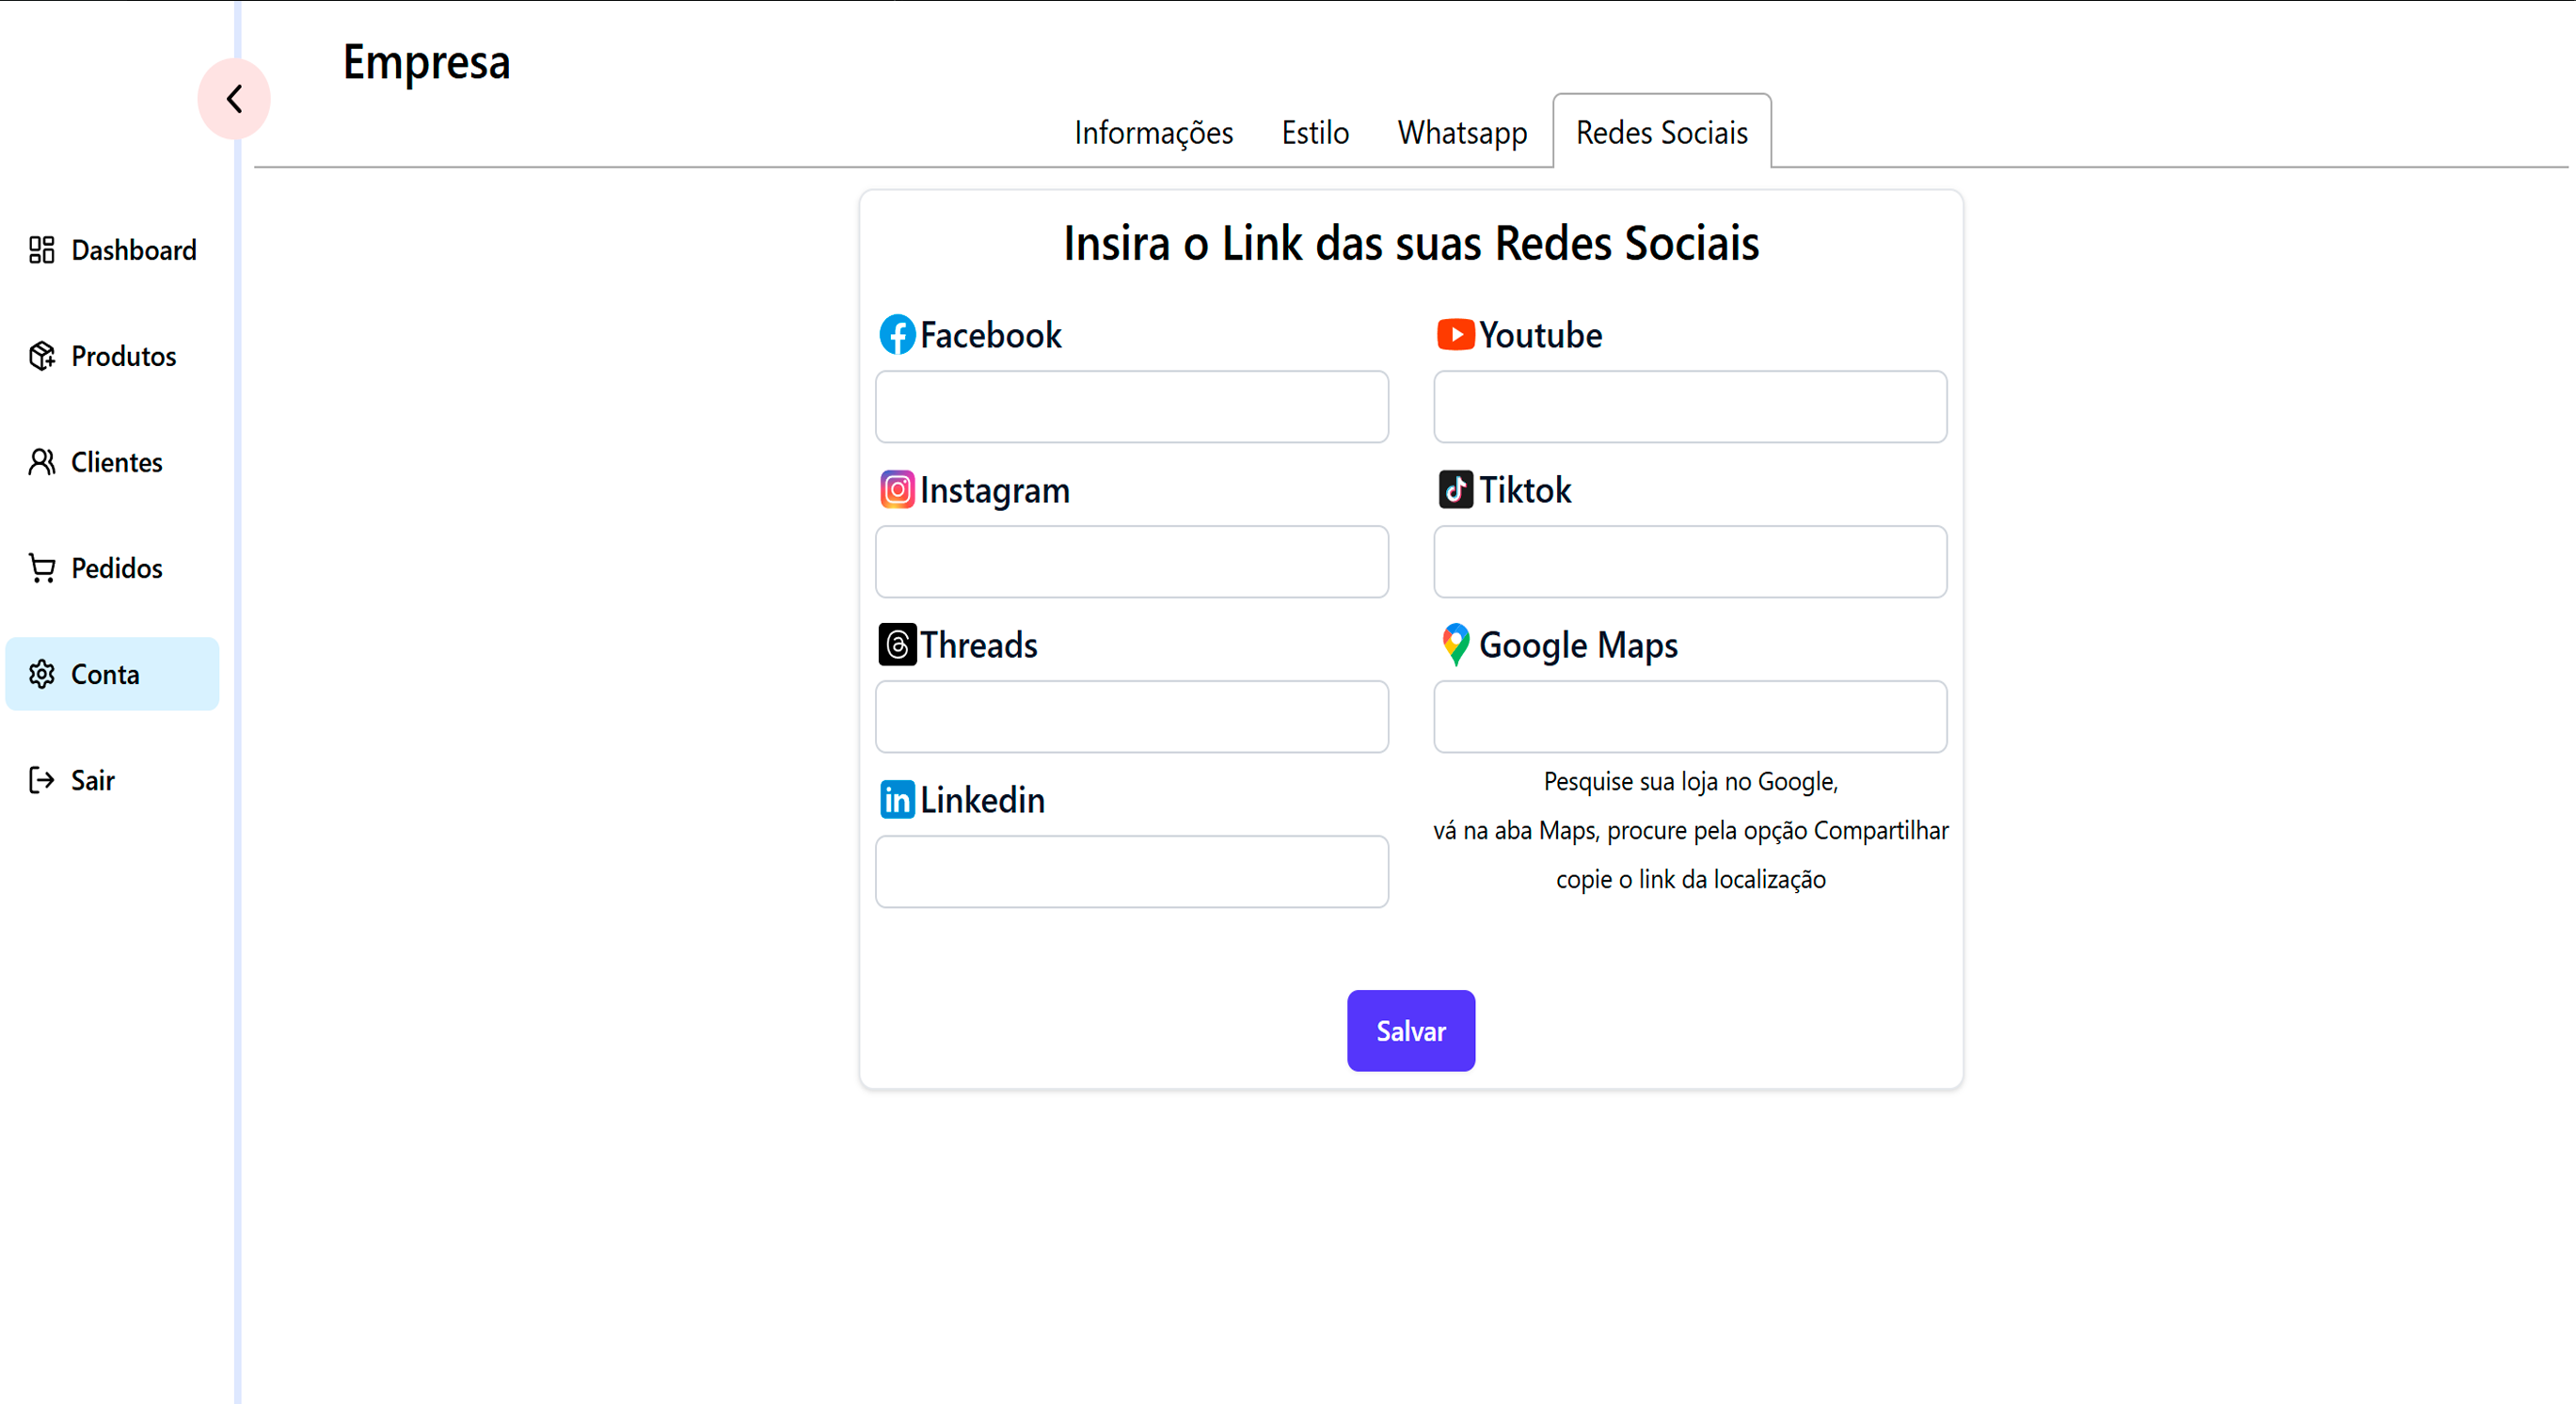 Empresa
Informações
Estilo
Whatsapp
Redes Sociais
Dashboard
Produtos
Clientes
Pedidos
Conta
Sair
Insira o Link das suas Redes Sociais
Facebook
Youtube
Instagram
Tiktok
Threads
Google Maps
Pesquise sua loja no Google,
vá na aba Maps, procure pela opção Compartilhar
copie o link da localização
Linkedin
Salvar